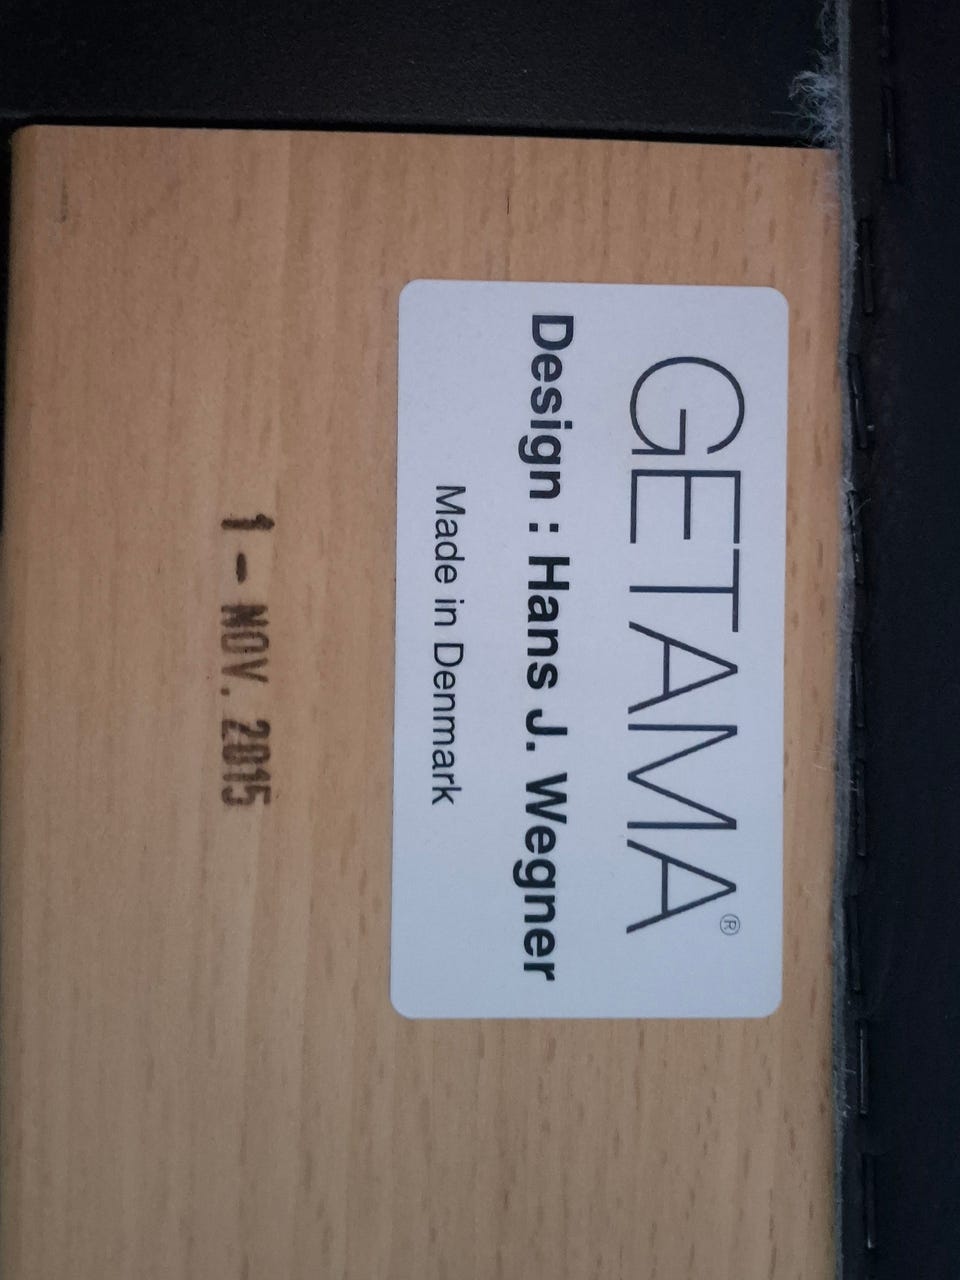 GETAMA®
Design : Hans J. Wegner
Made in Denmark
1 - NOV. 2015